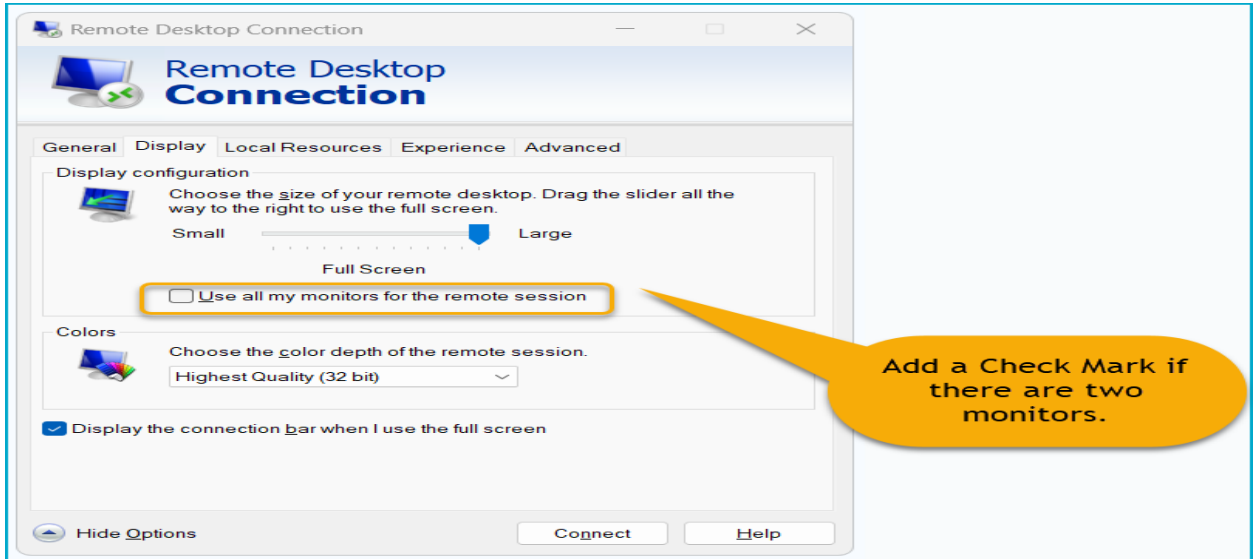 Remote Desktop Connection
Remote Desktop
Connection
General Display Local Resources Experience Advanced
Display configuration
Choose the size of your remote desktop. Drag the slider all the
way to the right to use the full screen.
Small Large
Full Screen
Use all my monitors for the remote session
Colors
Choose the color depth of the remote session.
Highest Quality (32 bit)
Display the connection bar when I use the full screen
Hide Options Connect Help
Add a Check Mark if
there are two
monitors.